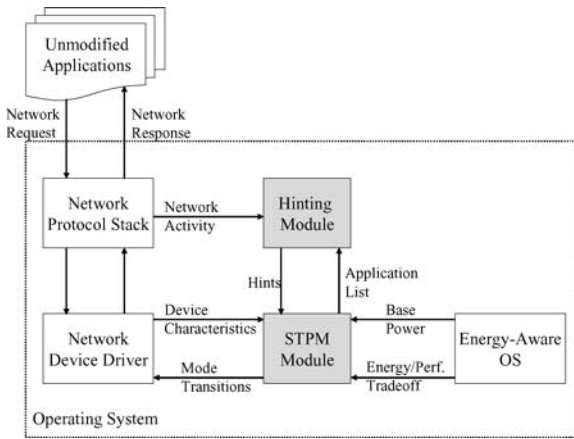 Unmodified
Applications
Network
Request
Network
Response
Network
Protocol Stack
Network
Activity
Hinting
Module
Hints
Application
List
Network
Device Driver
Device
Characteristics
Mode
Transitions
STPM
Module
Base
Power
Energy/Perf.
Tradeoff
Energy-Aware
OS
Operating System